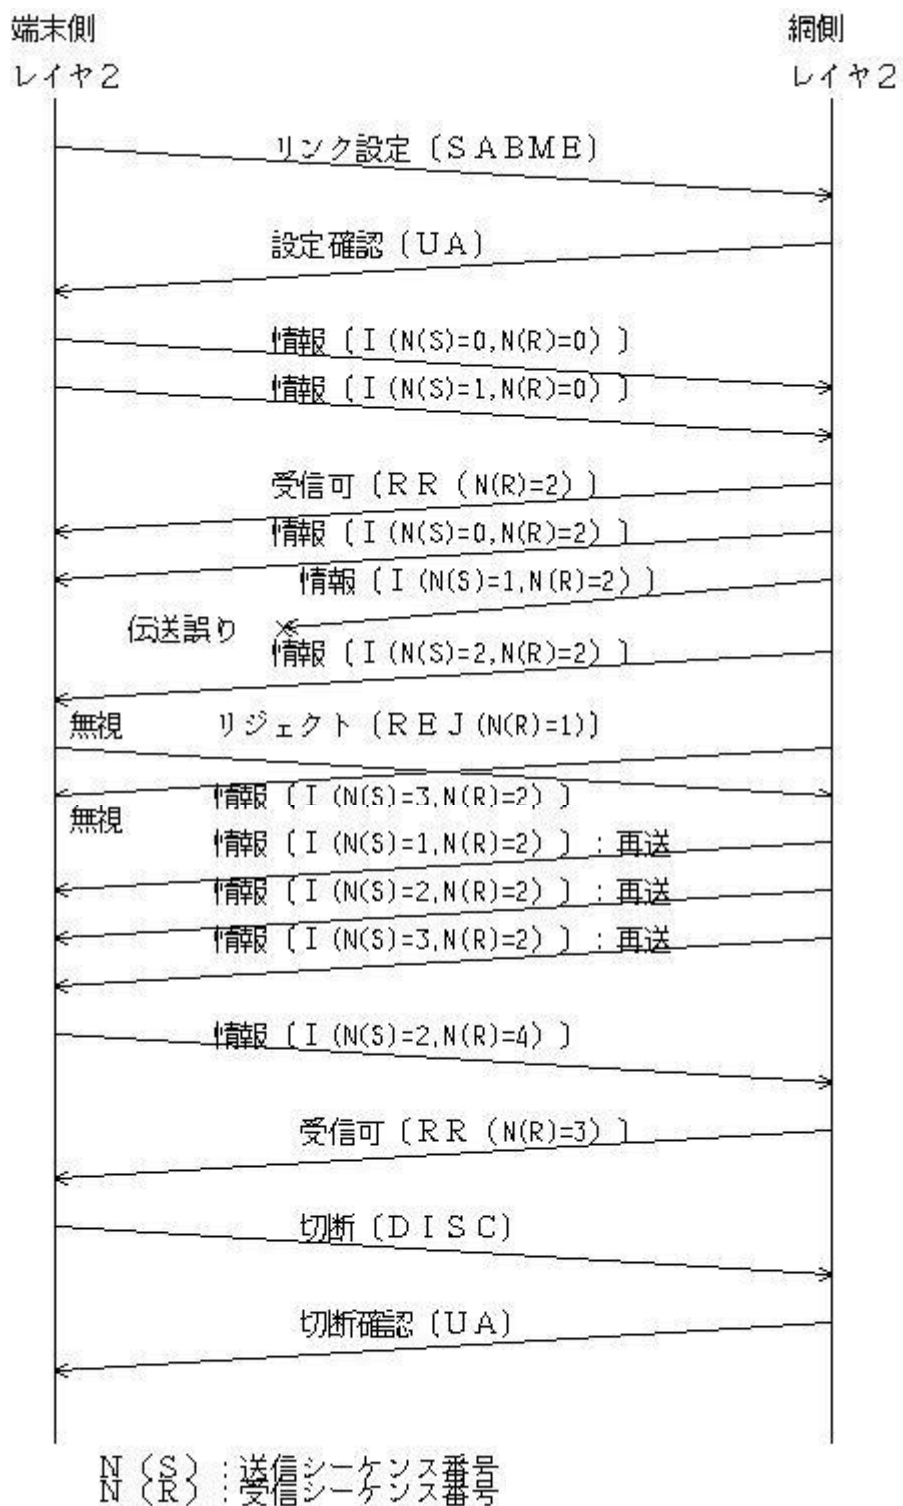 端末側
網側
レイヤ2
レイヤ2
リンク設定（SABME）
設定確認（UA）
情報（I（N(S)=0,N(R)=0））
情報（I（N(S)=1,N(R)=0））
受信可（RR（N(R)=2））
情報（I（N(S)=0,N(R)=2））
情報（I（N(S)=1,N(R)=2））
伝送誤り
情報（I（N(S)=2,N(R)=2））
無視 リジェクト（REJ(N(R)=1)）
情報（I（N(S)=3,N(R)=2））
無視
情報（I（N(S)=1,N(R)=2））：再送
情報（I（N(S)=2,N(R)=2））：再送
情報（I（N(S)=3,N(R)=2））：再送
情報（I（N(S)=2,N(R)=4））
受信可（RR（N(R)=3））
切断（DISC）
切断確認（UA）
N（S）：送信シーケンス番号
N（R）：受信シーケンス番号